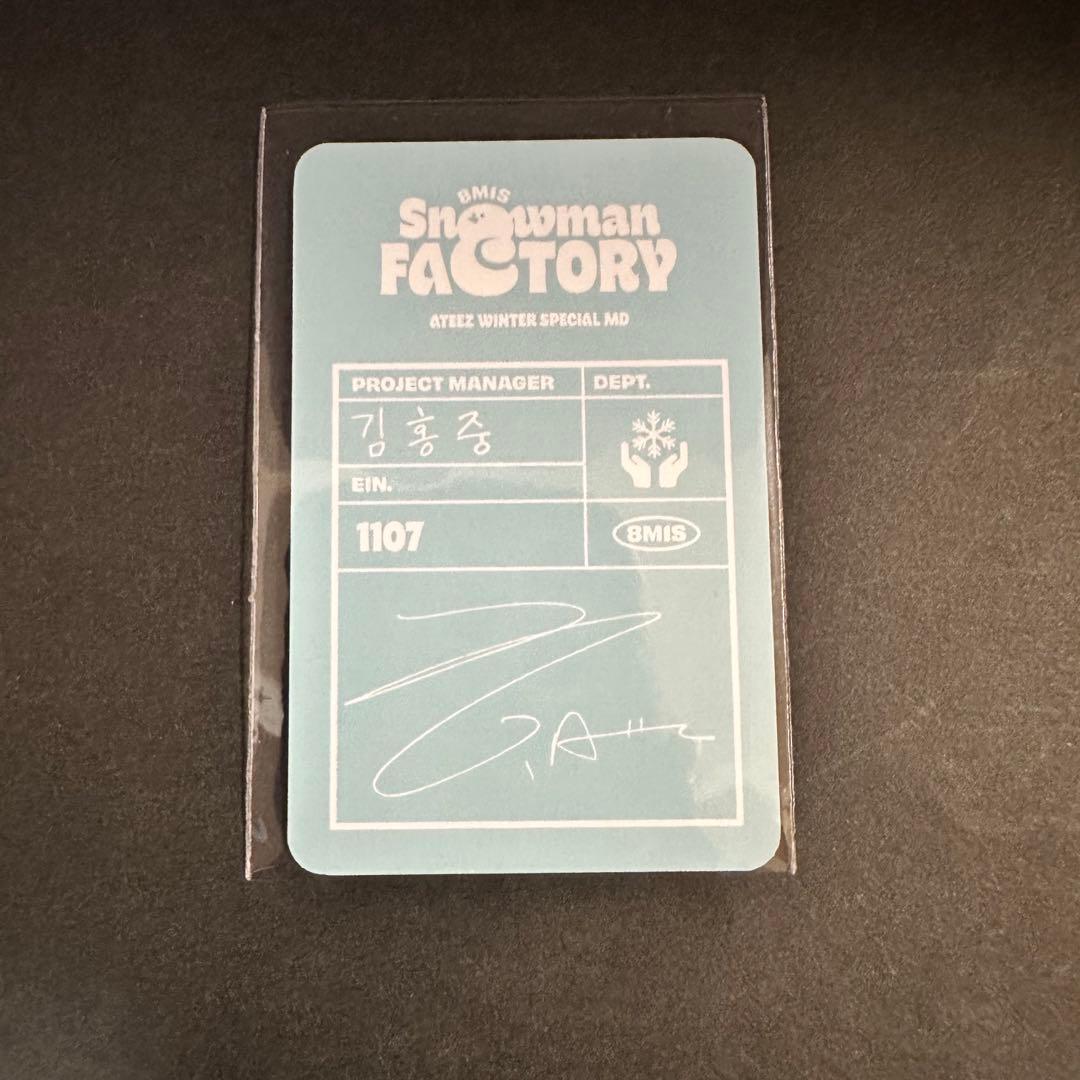 8MIS
Snowman
FACTORY
ATEEZ WINTER SPECIAL MD
PROJECT MANAGER
DEPT.
김홍중
EIN.
1107
8MIS